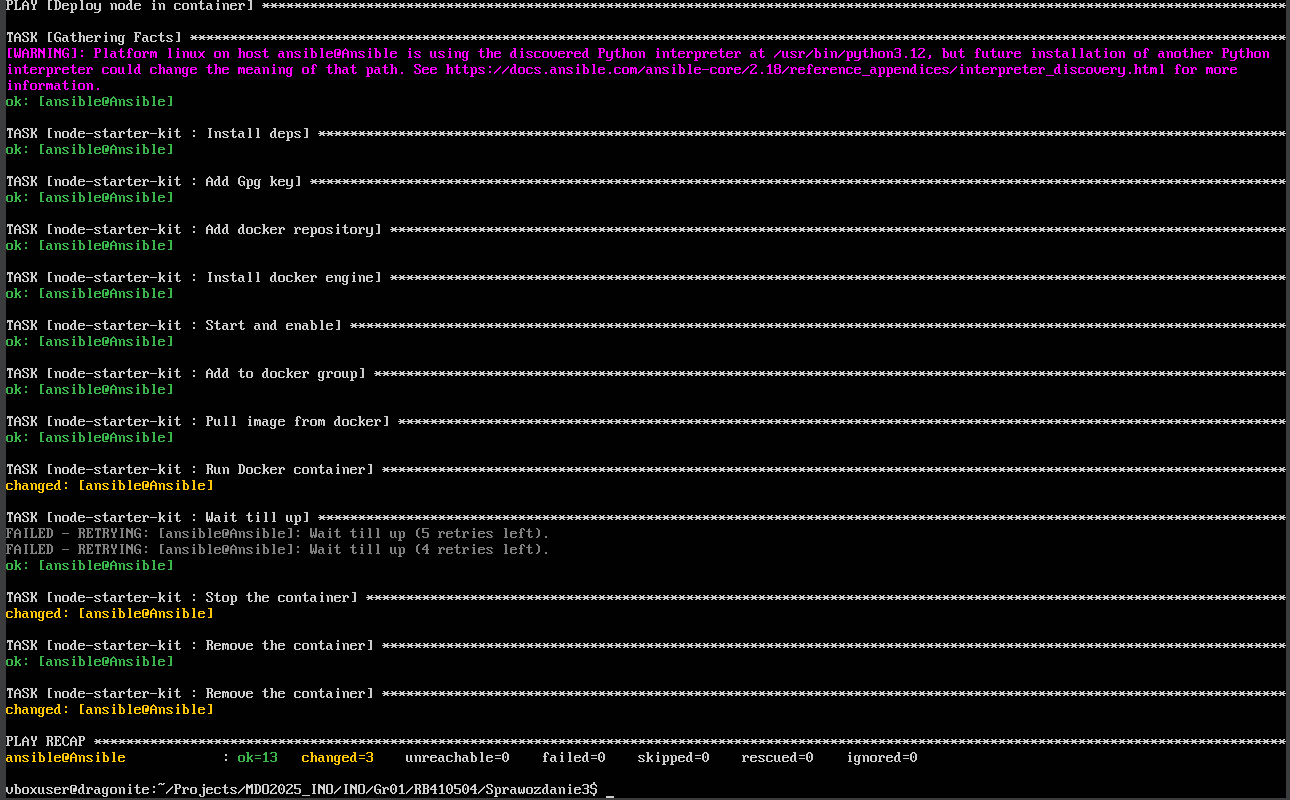 PLAY [Deploy node in container] ********************************************************************************************************************************
TASK [Gathering Facts] *****************************************************************************************************************************************
[WARNING]: Platform linux on host ansible@Ansible is using the discovered Python interpreter at /usr/bin/python3.12, but future installation of another Python
interpreter could change the meaning of that path. See https://docs.ansible.com/ansible-core/2.18/reference_appendices/interpreter_discovery.html for more
information.
ok: [ansible@Ansible]
TASK [node-starter-kit : Install deps] *************************************************************************************************************************
ok: [ansible@Ansible]
TASK [node-starter-kit : Add Gpg key] **************************************************************************************************************************
ok: [ansible@Ansible]
TASK [node-starter-kit : Add docker repository] ****************************************************************************************************************
ok: [ansible@Ansible]
TASK [node-starter-kit : Install docker engine] ****************************************************************************************************************
ok: [ansible@Ansible]
TASK [node-starter-kit : Start and enable] *********************************************************************************************************************
ok: [ansible@Ansible]
TASK [node-starter-kit : Add to docker group] ******************************************************************************************************************
ok: [ansible@Ansible]
TASK [node-starter-kit : Pull image from docker] ***************************************************************************************************************
ok: [ansible@Ansible]
TASK [node-starter-kit : Run Docker container] *****************************************************************************************************************
changed: [ansible@Ansible]
TASK [node-starter-kit : Wait till up] *************************************************************************************************************************
FAILED - RETRYING: [ansible@Ansible]: Wait till up (5 retries left).
FAILED - RETRYING: [ansible@Ansible]: Wait till up (4 retries left).
ok: [ansible@Ansible]
TASK [node-starter-kit : Stop the container] *******************************************************************************************************************
changed: [ansible@Ansible]
TASK [node-starter-kit : Remove the container] *****************************************************************************************************************
ok: [ansible@Ansible]
TASK [node-starter-kit : Remove the container] *****************************************************************************************************************
changed: [ansible@Ansible]
PLAY RECAP *****************************************************************************************************************************************************
ansible@Ansible            : ok=13   changed=3    unreachable=0    failed=0    skipped=0    rescued=0    ignored=0
vboxuser@dragonite:~/Projects/MDO2025_INO/INO/Gr01/RB410504/Sprawozdanie3$ _